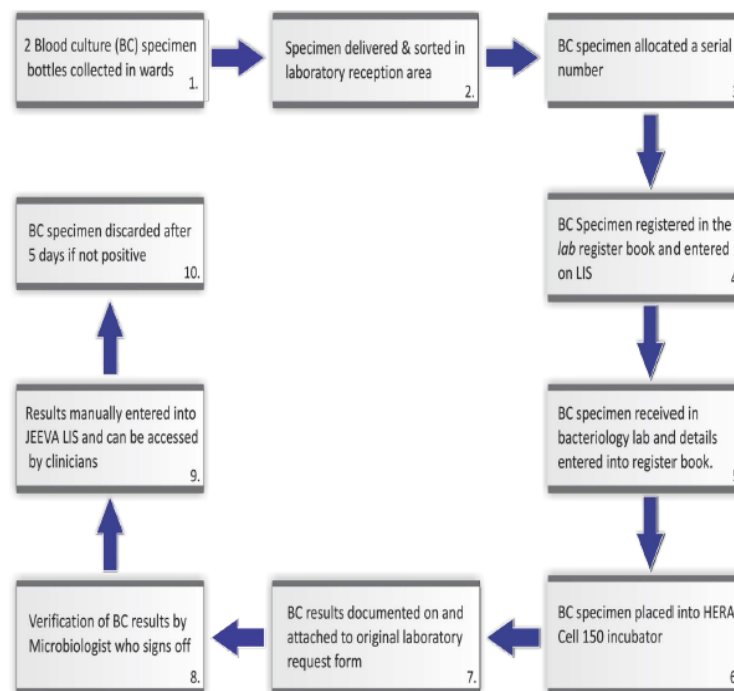 2 Blood culture (BC) specimen
bottles collected in wards
1.
Specimen delivered & sorted in
laboratory reception area
2.
BC specimen allocated a serial
number
3
BC Specimen registered in the
lab register book and entered
on LIS
4
BC specimen received in
bacteriology lab and details
entered into register book.
5
BC specimen placed into HERA
Cell 150 incubator
6
BC results documented on and
attached to original laboratory
request form
7.
Verification of BC results by
Microbiologist who signs off
8.
Results manually entered into
JEEVA LIS and can be accessed
by clinicians
9.
BC specimen discarded after
5 days if not positive
10.